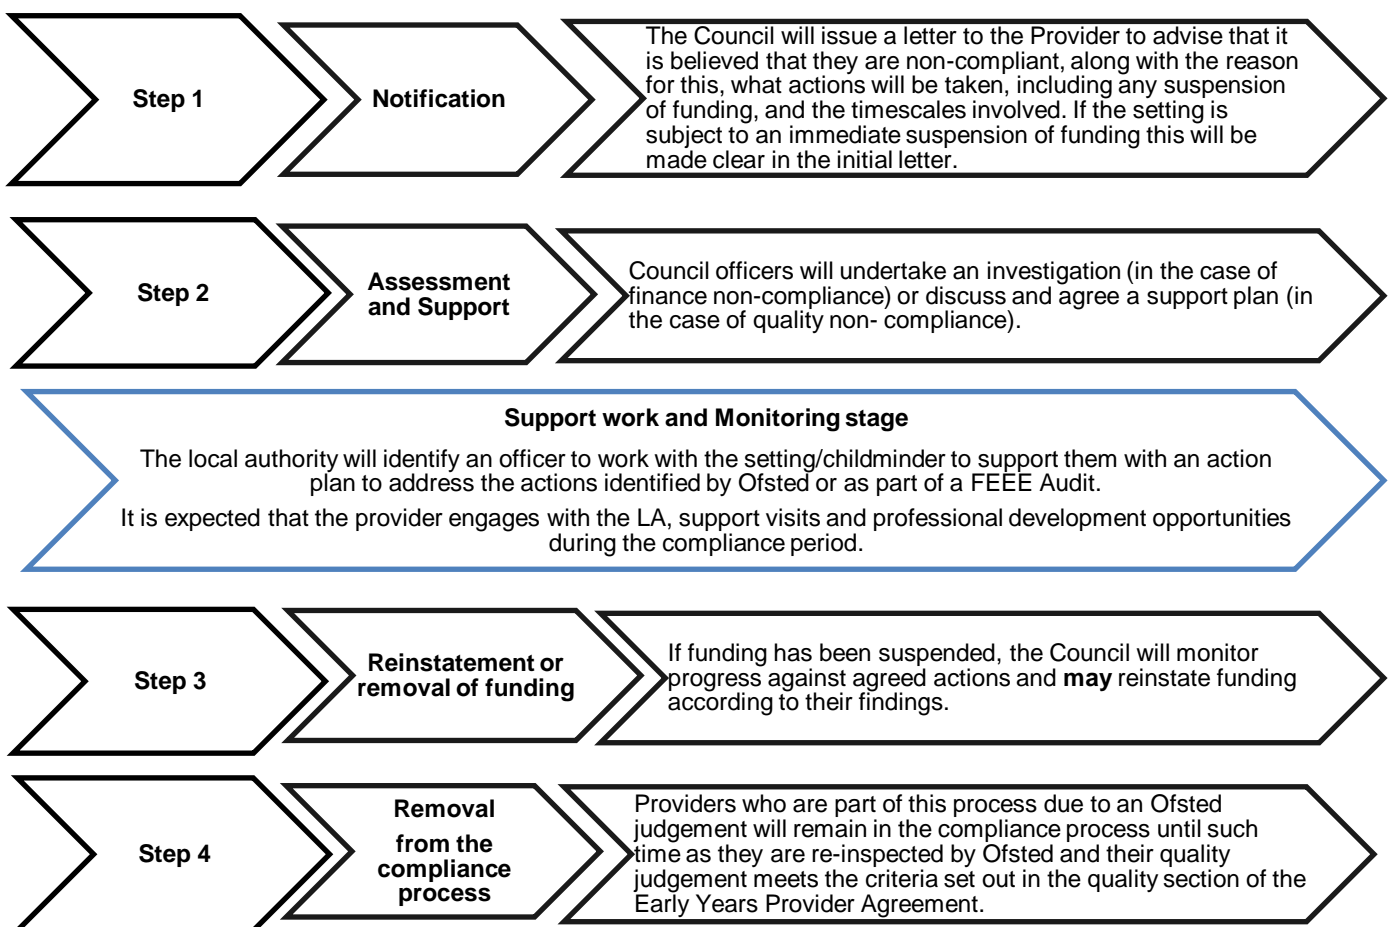 Step 1
Notification
The Council will issue a letter to the Provider to advise that it
is believed that they are non-compliant, along with the reason
for this, what actions will be taken, including any suspension
of funding, and the timescales involved. If the setting is
subject to an immediate suspension of funding this will be
made clear in the initial letter.
Step 2
Assessment
and Support
Council officers will undertake an investigation (in the case of
finance non-compliance) or discuss and agree a support plan (in
the case of quality non- compliance).
Support work and Monitoring stage
The local authority will identify an officer to work with the setting/childminder to support them with an action
plan to address the actions identified by Ofsted or as part of a FEEE Audit.
It is expected that the provider engages with the LA, support visits and professional development opportunities
during the compliance period.
Step 3
Reinstatement or
removal of funding
If funding has been suspended, the Council will monitor
progress against agreed actions and may reinstate funding
according to their findings.
Step 4
Removal
from the
compliance
process
Providers who are part of this process due to an Ofsted
judgement will remain in the compliance process until such
time as they are re-inspected by Ofsted and their quality
judgement meets the criteria set out in the quality section of the
Early Years Provider Agreement.